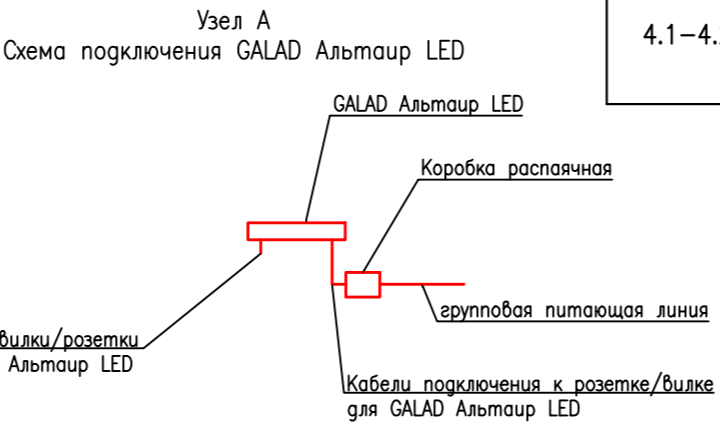 Узел А
Схема подключения GALAD Альтаир LED
4.1-4.
GALAD Альтаир LED
Коробка распаячная
групповая питающая линия
вилки/розетки
Альтаир LED
Кабели подключения к розетке/вилке
для GALAD Альтаир LED